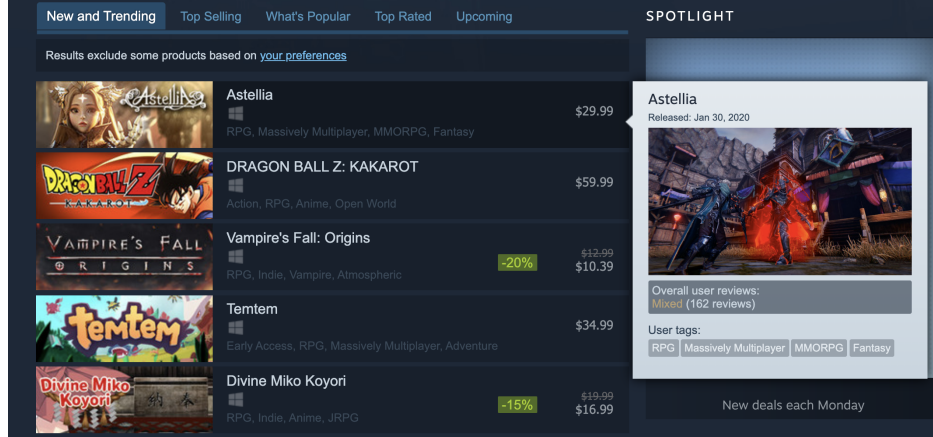 New and Trending
Top Selling
What's Popular
Top Rated
Upcoming
SPOTLIGHT
Results exclude some products based on your preferences
AstelliA
Astellia
$29.99
RPG, Massively Multiplayer, MMORPG, Fantasy
DRAGON BALL Z
KAKAROT
DRAGON BALL Z: KAKAROT
$59.99
Action, RPG, Anime, Open World
VAMPIRE'S FALL
ORIGINS
Vampire's Fall: Origins
-20%
$12.99
$10.39
RPG, Indie, Vampire, Atmospheric
temtem
Temtem
$34.99
Early Access, RPG, Massively Multiplayer, Adventure
Divine Miko
Koyori
Divine Miko Koyori
-15%
$19.99
$16.99
RPG, Indie, Anime, JRPG
Astellia
Released: Jan 30, 2020
Overall user reviews:
Mixed (162 reviews)
User tags:
RPG Massively Multiplayer MMORPG Fantasy
New deals each Monday